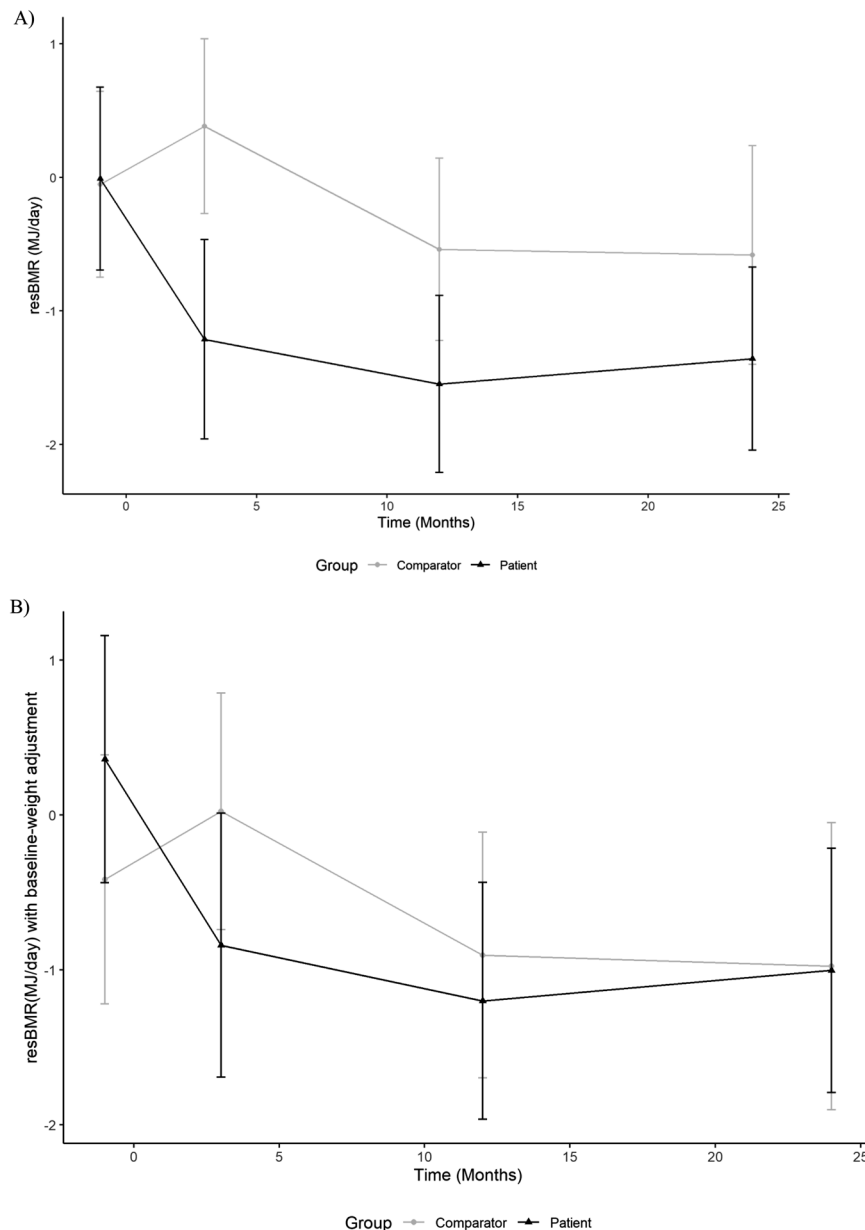 A)
1
0
-1
-2
resBMR (MJ/day)
0 5 10 15 20 25
Time (Months)
Group Comparator Patient
B)
1
0
-1
-2
resBMR(MJ/day) with baseline-weight adjustment
0 5 10 15 20 25
Time (Months)
Group Comparator Patient